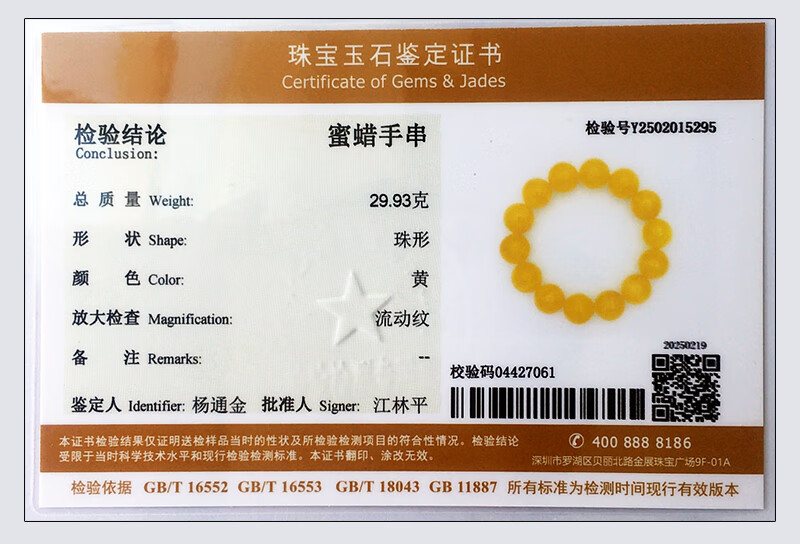 珠宝玉石鉴定证书
Certificate of Gems & Jades
检验结论 蜜蜡手串
Conclusion:
检验号Y2502015295
总质量 Weight: 29.93克
形状 Shape: 珠形
颜色 Color: 黄
放大检查 Magnification: 流动纹
备注 Remarks: --
20250219
校验码04427061
鉴定人 Identifier: 杨通金 批准人 Signer: 江林平
本证书检验结果仅证明送检样品当时的性状及所检验检测项目的符合性情况。检验结论
受限于当时科学技术水平和现行检验检测标准。本证书翻印、涂改无效。
400 888 8186
深圳市罗湖区贝丽北路金展珠宝广场9F-01A
检验依据 GB/T 16552 GB/T 16553 GB/T 18043 GB 11887 所有标准为检测时间现行有效版本